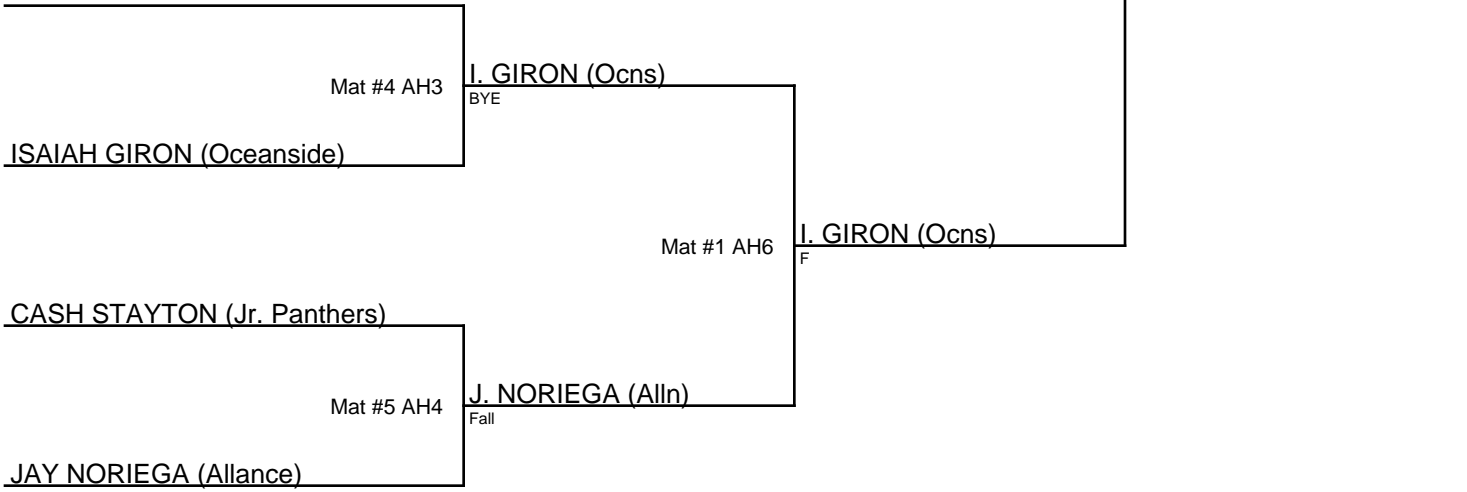 I. GIRON (Ocns)
Mat #4 AH3
BYE
ISAIAH GIRON (Oceanside)
I. GIRON (Ocns)
Mat #1 AH6
F
CASH STAYTON (Jr. Panthers)
J. NORIEGA (Alln)
Mat #5 AH4
Fall
JAY NORIEGA (Allance)